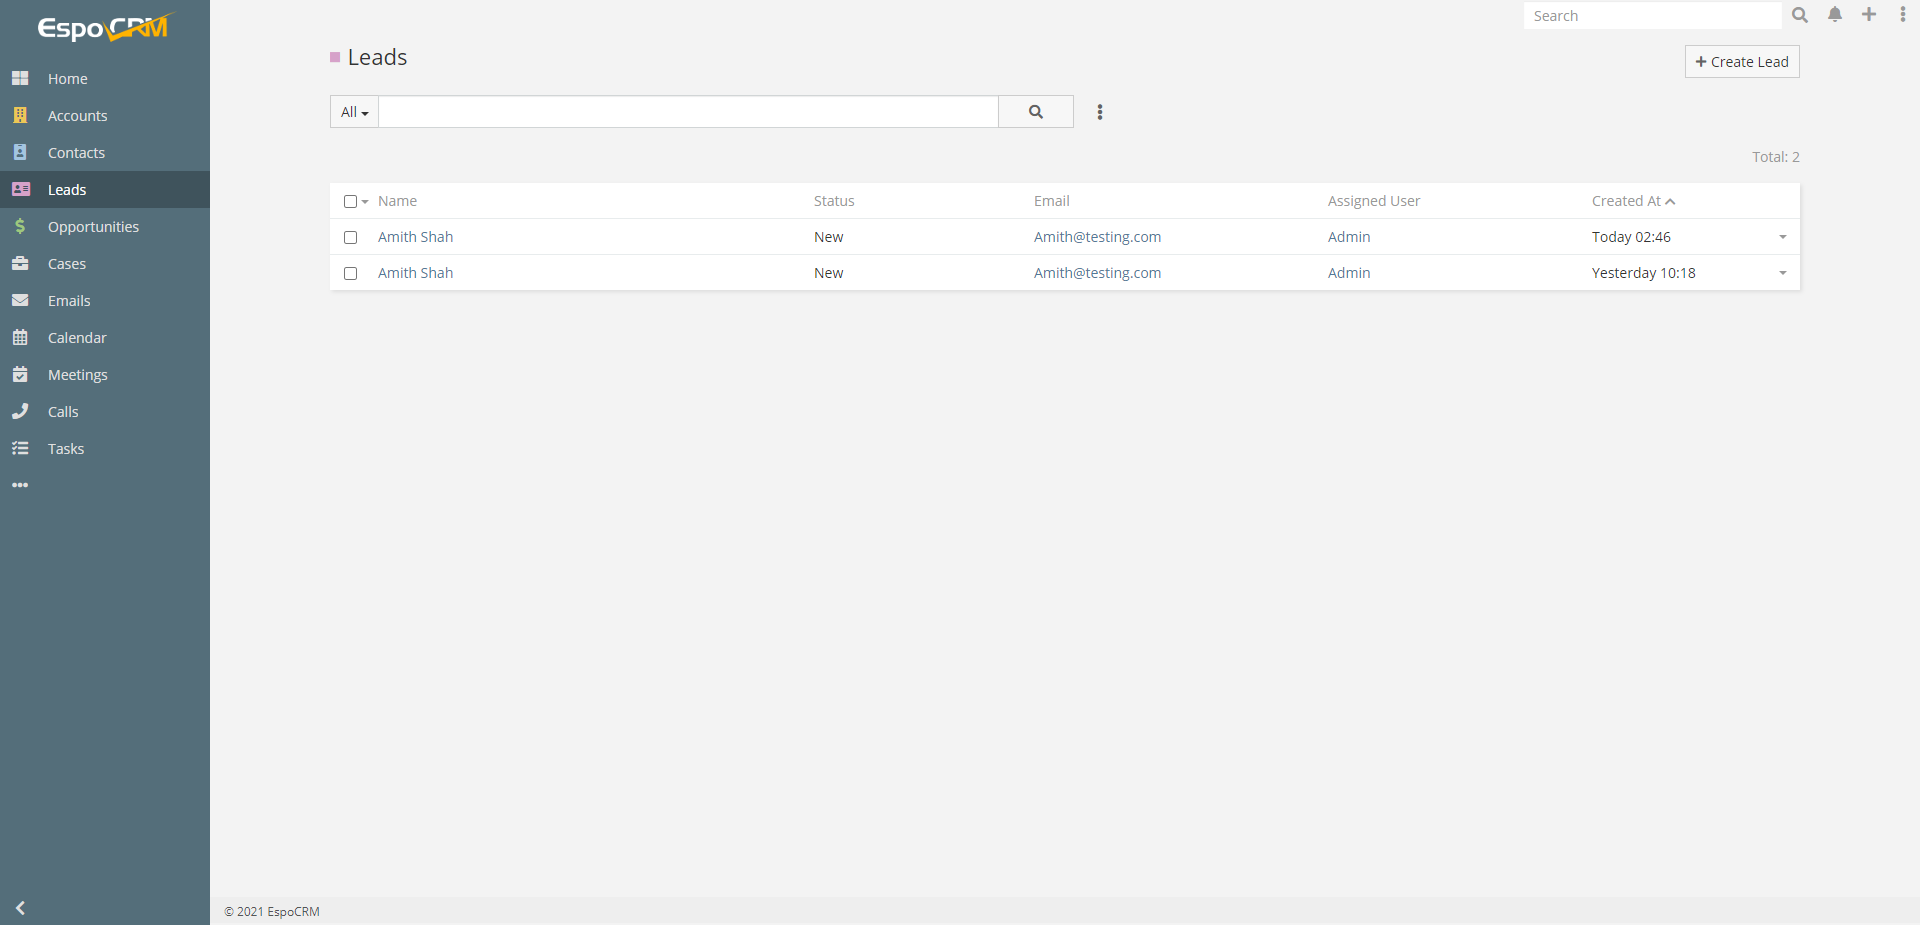 EspoCRM
Search
Home
Accounts
Contacts
Leads
Opportunities
Cases
Emails
Calendar
Meetings
Calls
Tasks
Leads
Create Lead
All
Total: 2
Name Status Email Assigned User Created At
Amith Shah New Amith@testing.com Admin Today 02:46
Amith Shah New Amith@testing.com Admin Yesterday 10:18
© 2021 EspoCRM